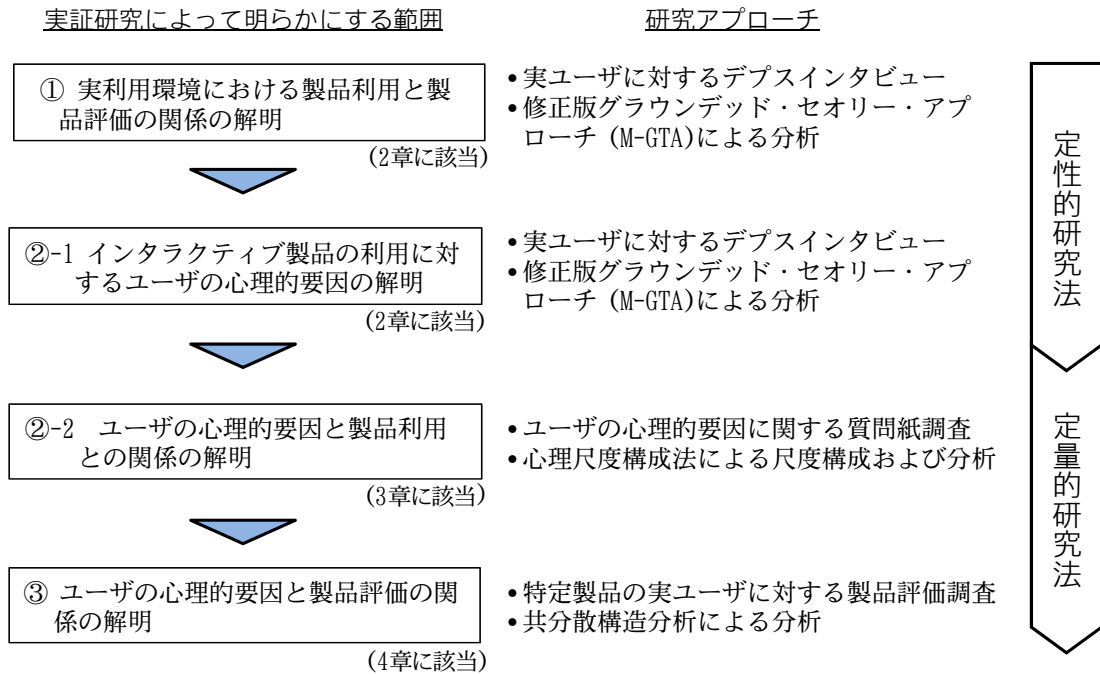 実証研究によって明らかにする範囲
研究アプローチ
① 実利用環境における製品利用と製
品評価の関係の解明
(2章に該当)
•実ユーザに対するデプスインタビュー
•修正版グラウンデッド・セオリー・アプ
ローチ (M-GTA)による分析
②-1 インタラクティブ製品の利用に対
するユーザの心理的要因の解明
(2章に該当)
•実ユーザに対するデプスインタビュー
•修正版グラウンデッド・セオリー・アプ
ローチ (M-GTA)による分析
②-2 ユーザの心理的要因と製品利用
との関係の解明
(3章に該当)
•ユーザの心理的要因に関する質問紙調査
•心理尺度構成法による尺度構成および分析
③ ユーザの心理的要因と製品評価の関
係の解明
(4章に該当)
•特定製品の実ユーザに対する製品評価調査
•共分散構造分析による分析
定性的研究法
定量的研究法